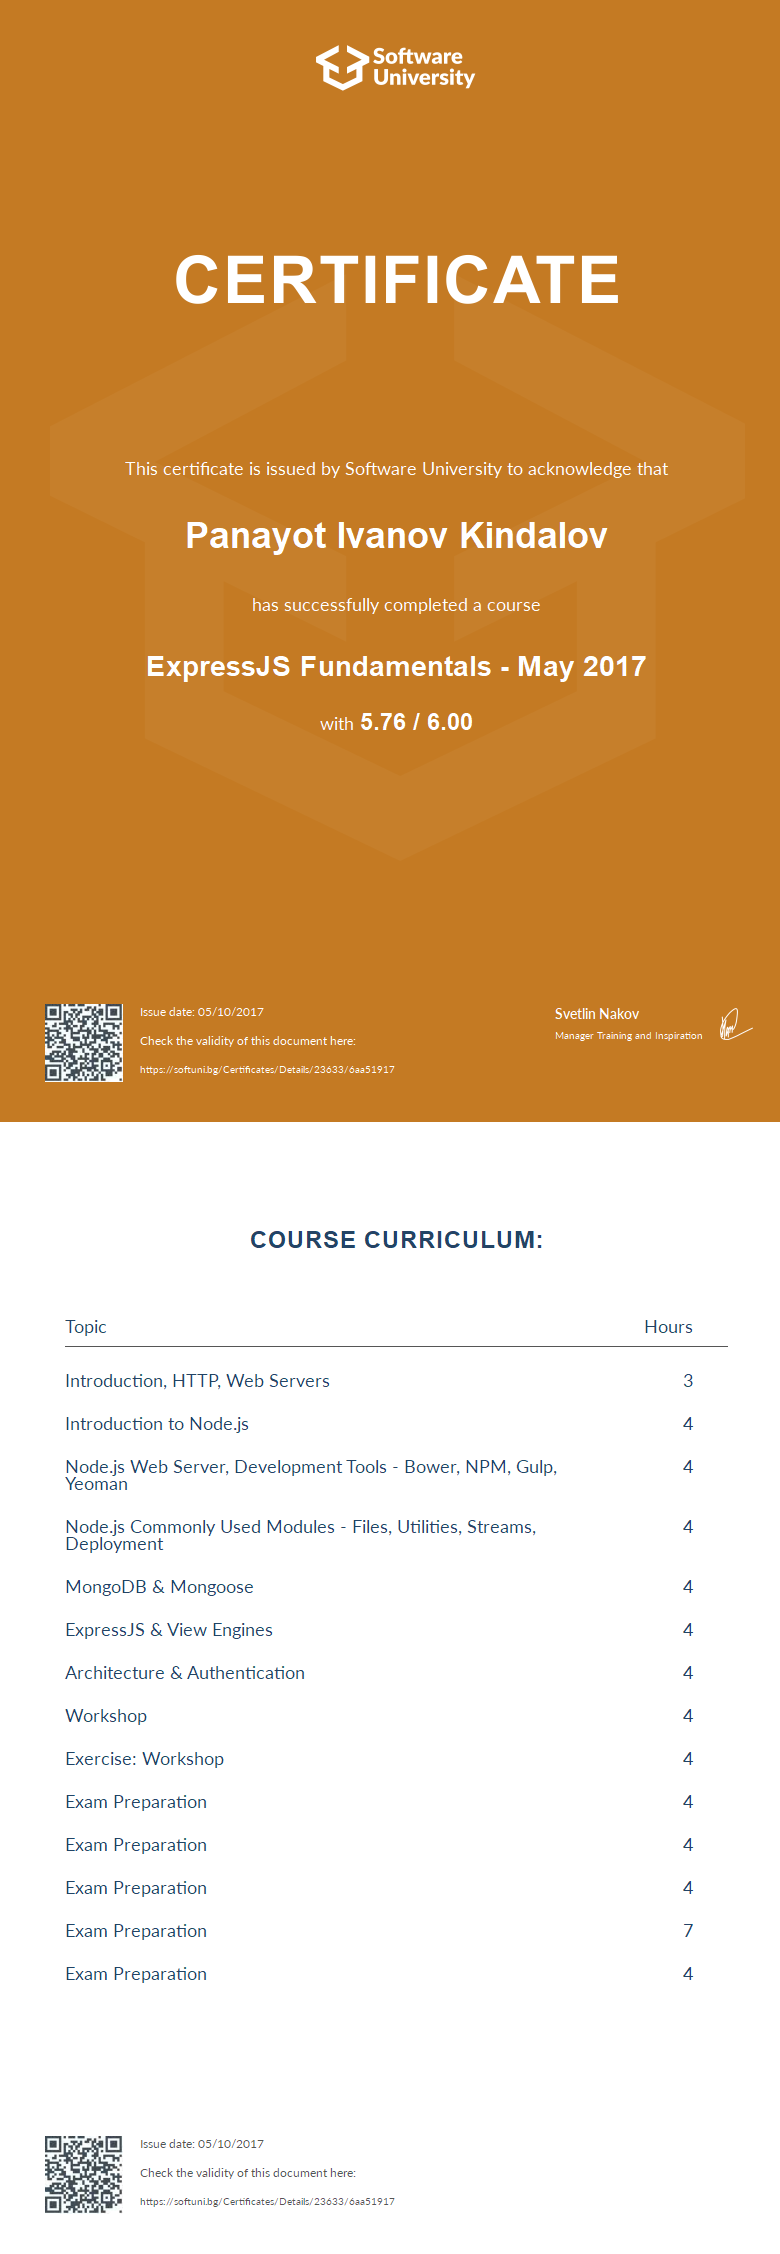 Software
University
CERTIFICATE
This certificate is issued by Software University to acknowledge that
Panayot Ivanov Kindalov
has successfully completed a course
ExpressJS Fundamentals - May 2017
with 5.76 / 6.00
Issue date: 05/10/2017
Check the validity of this document here:
https://softuni.bg/Certificates/Details/23633/6aa51917
Svetlin Nakov
Manager Training and Inspiration
COURSE CURRICULUM:
Topic Hours
Introduction, HTTP, Web Servers 3
Introduction to Node.js 4
Node.js Web Server, Development Tools - Bower, NPM, Gulp, 4
Yeoman
Node.js Commonly Used Modules - Files, Utilities, Streams, 4
Deployment
MongoDB & Mongoose 4
ExpressJS & View Engines 4
Architecture & Authentication 4
Workshop 4
Exercise: Workshop 4
Exam Preparation 4
Exam Preparation 4
Exam Preparation 4
Exam Preparation 7
Exam Preparation 4
Issue date: 05/10/2017
Check the validity of this document here:
https://softuni.bg/Certificates/Details/23633/6aa51917